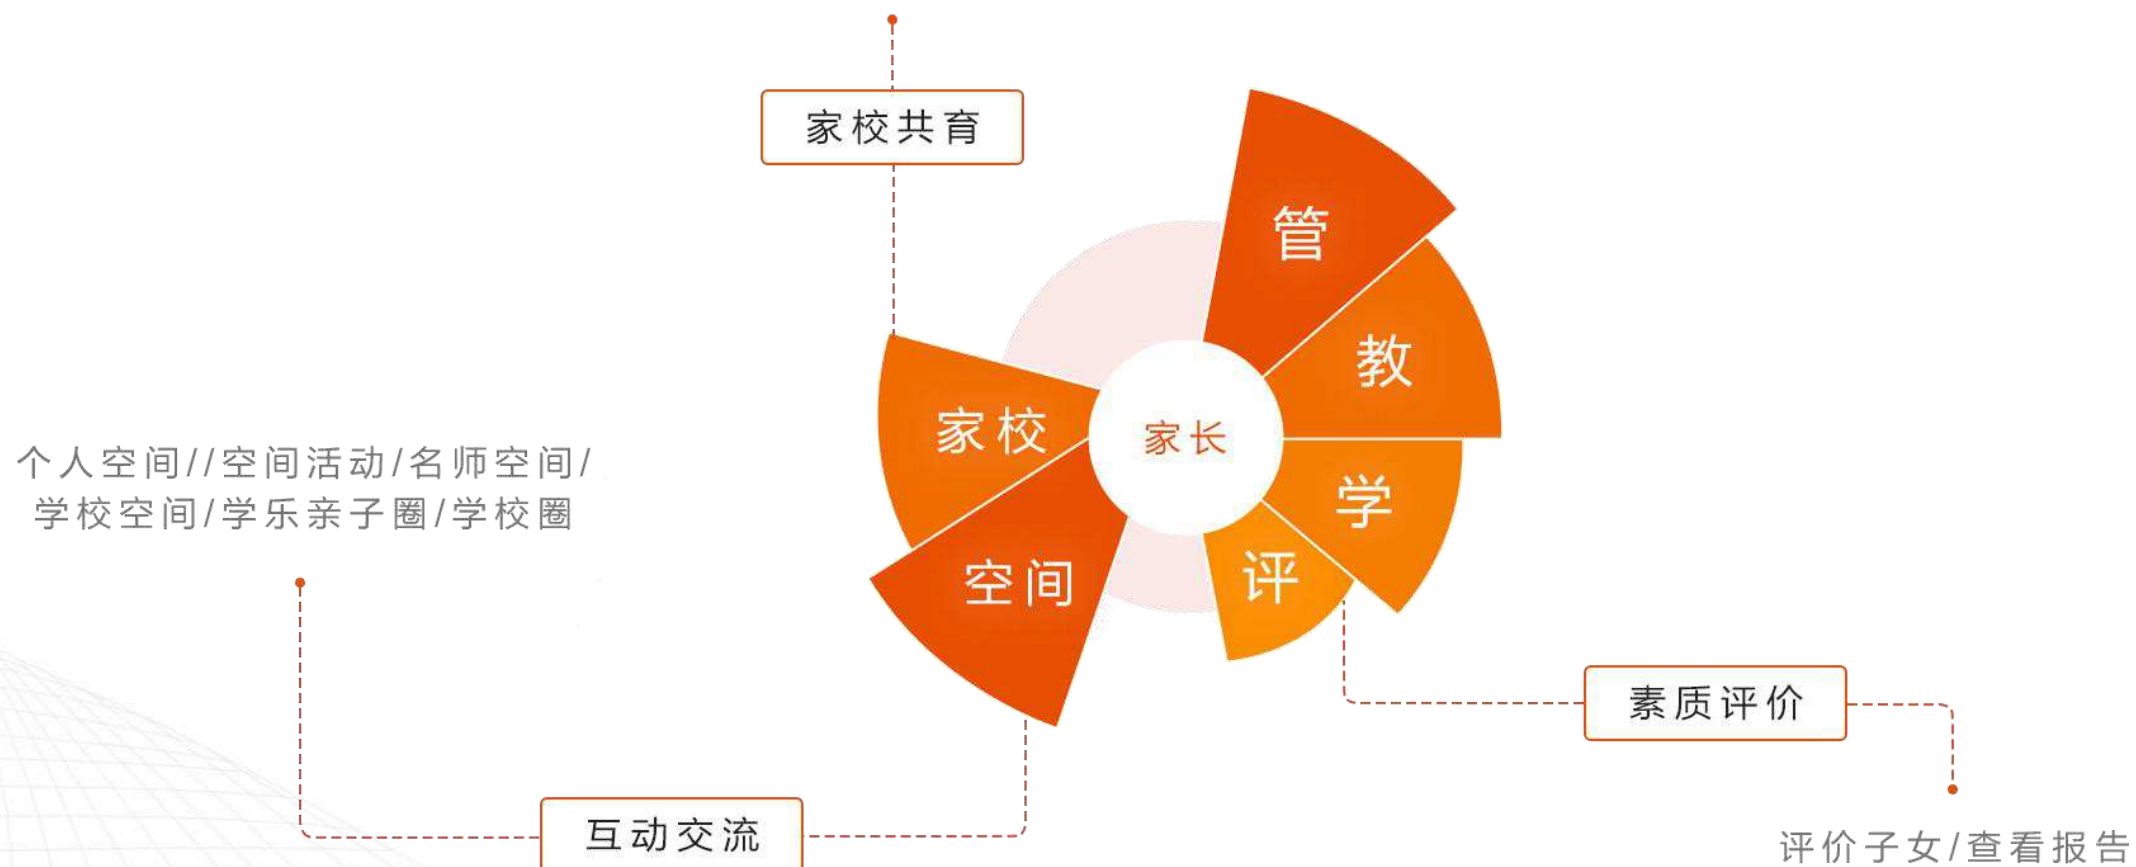 家校共育
管
教
家校
家长
个人空间//空间活动/名师空间/
学校空间/学乐亲子圈/学校圈
学
空间
评
素质评价
互动交流
评价子女/查看报告